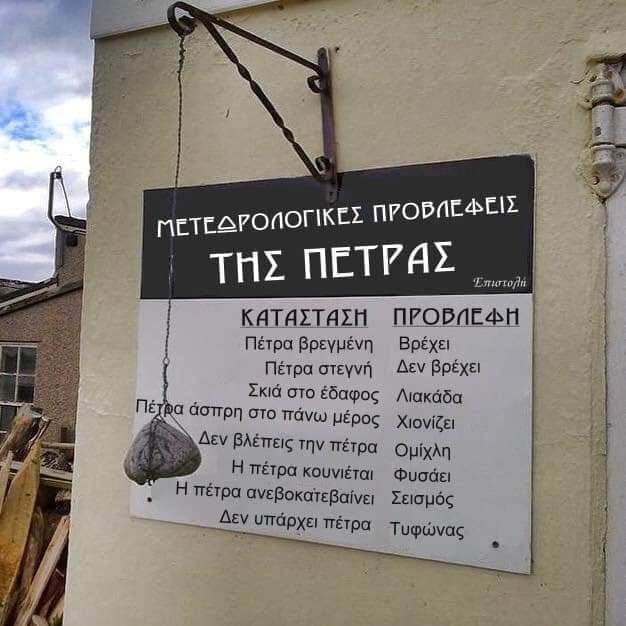 ΜΕΤΕΩΡΟΛΟΓΙΚΕΣ ΠΡΟΒΛΕΨΕΙΣ
ΤΗΣ ΠΕΤΡΑΣ
Επιστολή
ΚΑΤΑΣΤΑΣΗ ΠΡΟΒΛΕΨΗ
Πέτρα βρεγμένη Βρέχει
Πέτρα στεγνή Δεν βρέχει
Σκιά στο έδαφος Λιακάδα
Πέτρα άσπρη στο πάνω μέρος Χιονίζει
Δεν βλέπεις την πέτρα Ομίχλη
Η πέτρα κουνιέται Φυσάει
Η πέτρα ανεβοκατεβαίνει Σεισμός
Δεν υπάρχει πέτρα Τυφώνας